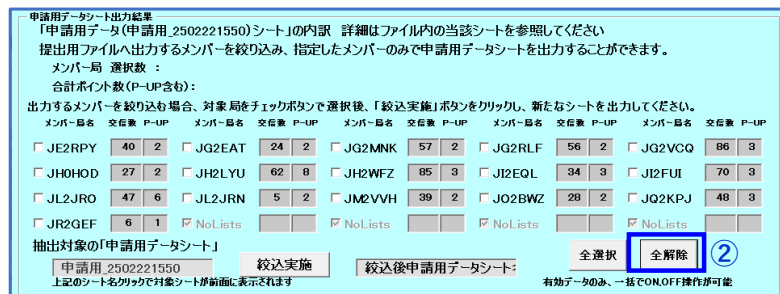 申請用データシート出力結果
「申請用データ(申請用_2502221550)シート」の内訳 詳細はファイル内の当該シートを参照してください
提出用ファイルへ出力するメンバーを絞り込み、指定したメンバーのみで申請用データシートを出力することができます。
メンバー局 選択数 :
合計ポイント数(P-UP含む):
出力するメンバーを絞り込む場合、対象局をチェックボタンで選択後、「絞込実施」ボタンをクリックし、新たなシートを出力してください。
メンバー局名 交信数 P-UP メンバー局名 交信数 P-UP メンバー局名 交信数 P-UP メンバー局名 交信数 P-UP メンバー局名 交信数 P-UP
JE2RPY 40 2 JG2EAT 24 2 JG2MNK 57 2 JG2RLF 56 2 JG2VCQ 86 3
JH0HOD 27 2 JH2LYU 62 8 JH2WFZ 85 3 JI2EQL 34 3 JI2FUI 70 3
JL2JRO 47 6 JL2JRN 5 2 JM2VVH 39 2 JO2BWZ 28 2 JQ2KPJ 48 3
JR2GEF 6 1 NoLists NoLists NoLists NoLists
抽出対象の「申請用データシート」
申請用_2502221550 絞込実施 絞込後申請用データシート 全選択 全解除 ②
上記のシート名クリックで対象シートが前面に表示されます 有効データのみ、一括でON,OFF操作が可能